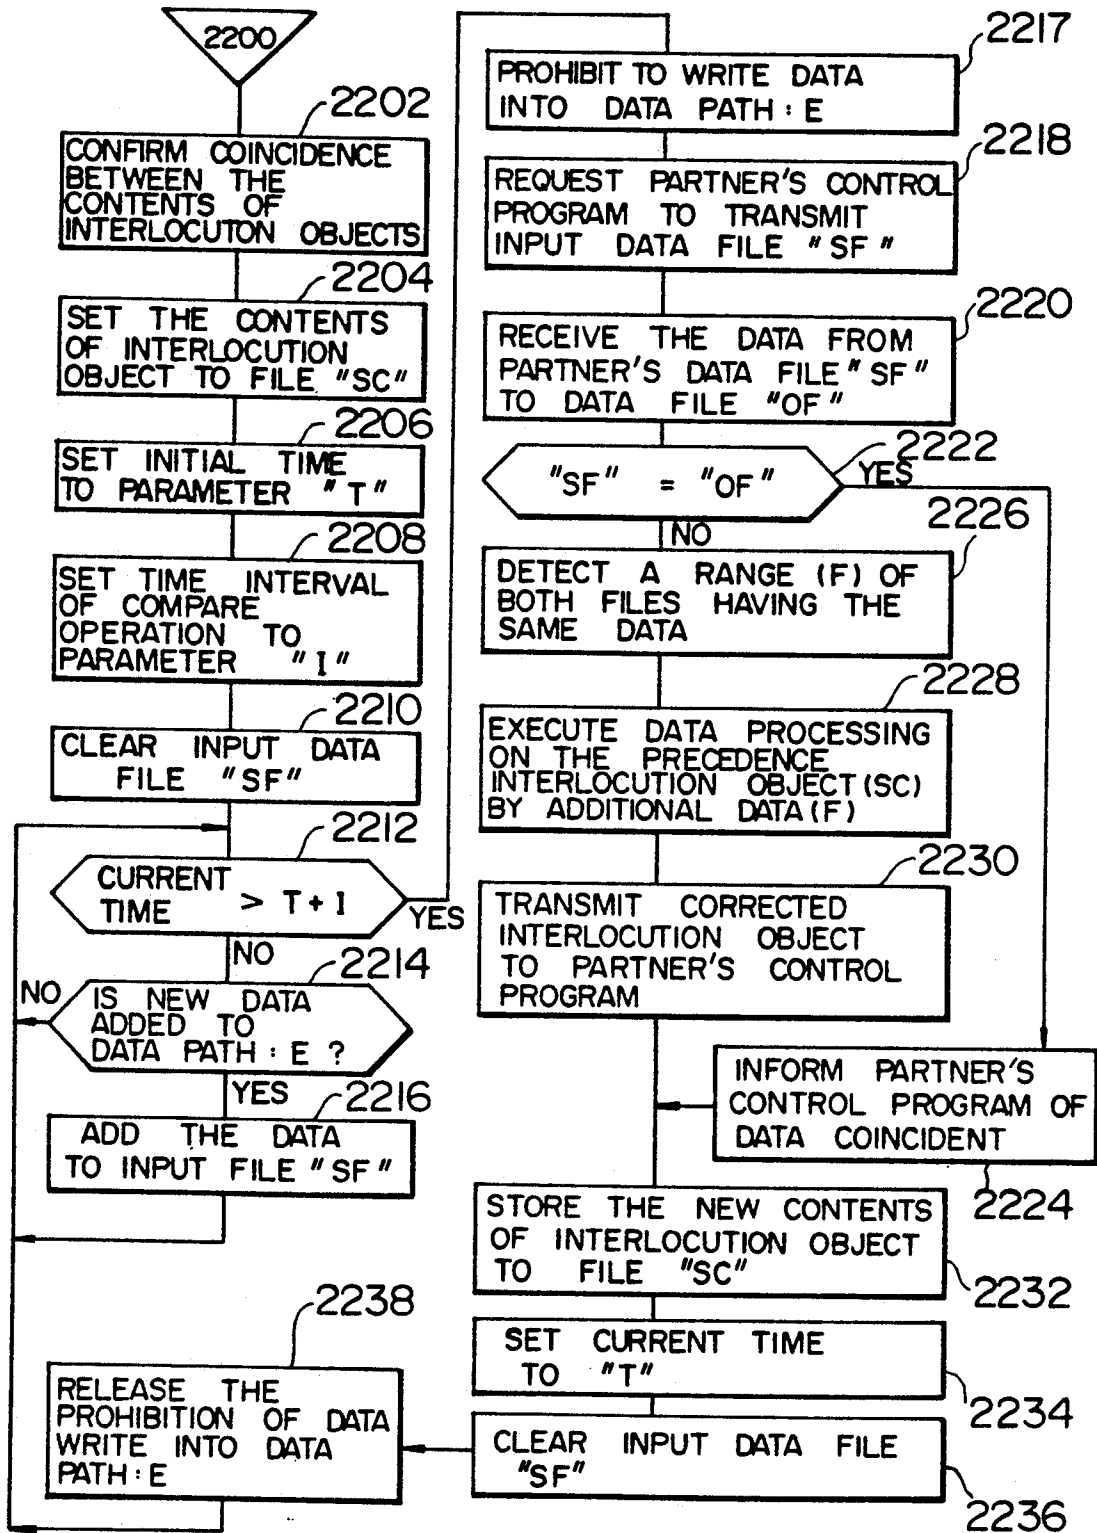 2200
2202
CONFIRM COINCIDENCE
BETWEEN THE
CONTENTS OF
INTERLOCUTON OBJECTS
2204
SET THE CONTENTS
OF INTERLOCUTION
OBJECT TO FILE "SC"
2206
SET INITIAL TIME
TO PARAMETER "T"
2208
SET TIME INTERVAL
OF COMPARE
OPERATION TO
PARAMETER "I"
2210
CLEAR INPUT DATA
FILE "SF"
2212
CURRENT
TIME > T+I
YES
NO
2214
NO
IS NEW DATA
ADDED TO
DATA PATH : E ?
YES
2216
ADD THE DATA
TO INPUT FILE "SF"
2217
PROHIBIT TO WRITE DATA
INTO DATA PATH : E
2218
REQUEST PARTNER'S CONTROL
PROGRAM TO TRANSMIT
INPUT DATA FILE "SF"
2220
RECEIVE THE DATA FROM
PARTNER'S DATA FILE "SF"
TO DATA FILE "OF"
2222
"SF" = "OF"
YES
NO
2226
DETECT A RANGE (F) OF
BOTH FILES HAVING THE
SAME DATA
2228
EXECUTE DATA PROCESSING
ON THE PRECEDENCE
INTERLOCUTION OBJECT (SC)
BY ADDITIONAL DATA (F)
2230
TRANSMIT CORRECTED
INTERLOCUTION OBJECT
TO PARTNER'S CONTROL
PROGRAM
INFORM PARTNER'S
CONTROL PROGRAM OF
DATA COINCIDENT
2224
STORE THE NEW CONTENTS
OF INTERLOCUTION OBJECT
TO FILE "SC"
2232
SET CURRENT TIME
TO "T"
2234
CLEAR INPUT DATA FILE
"SF"
2236
2238
RELEASE THE
PROHIBITION OF DATA
WRITE INTO DATA
PATH : E